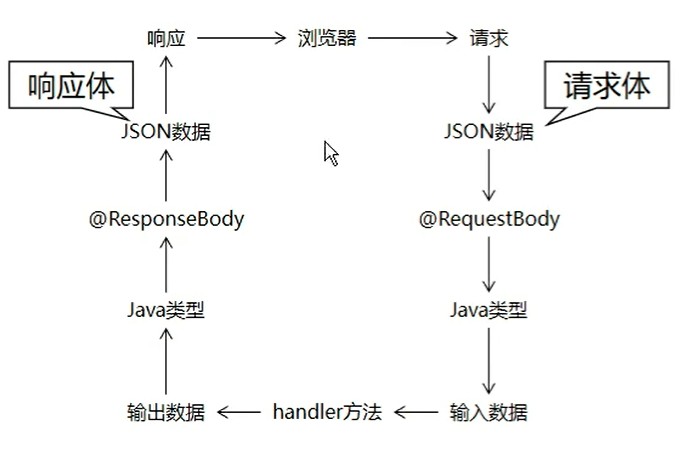 响应
浏览器
请求
响应体
请求体
JSON数据
JSON数据
@ResponseBody
@RequestBody
Java类型
Java类型
输出数据
handler方法
输入数据